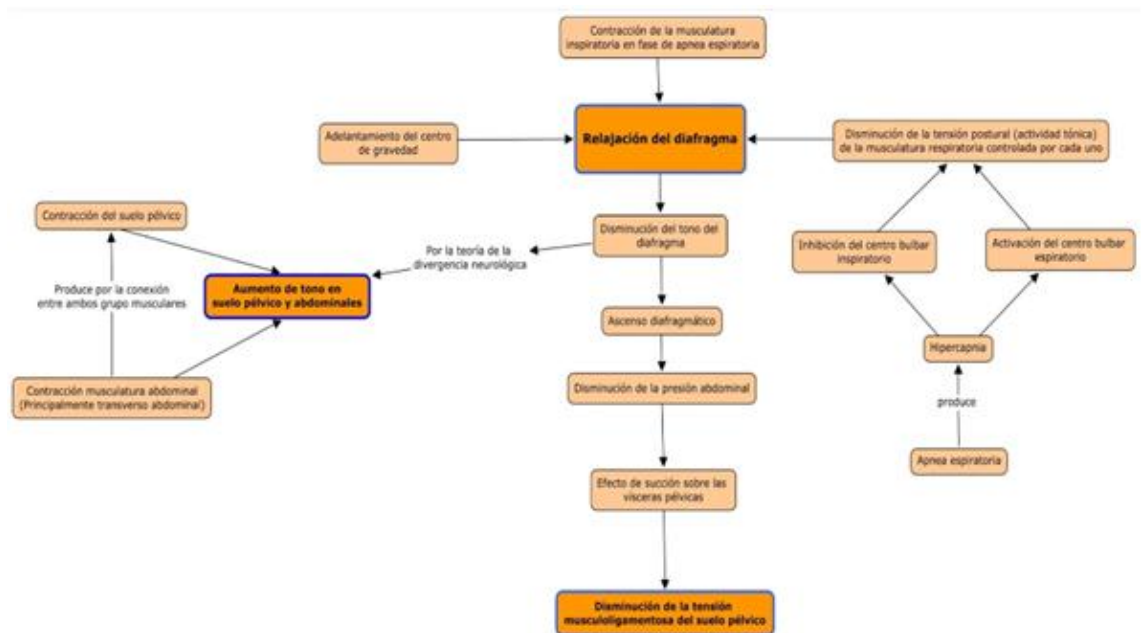 Contracción de la musculatura
inspiratoria en fase de apnea espiratoria
Relajación del diafragma
Adelantamiento del centro
de gravedad
Disminución de la tensión postural (actividad tónica)
de la musculatura respiratoria controlada por cada uno
Contracción del suelo pélvico
Disminución del tono del
diafragma
Por la teoría de la
divergencia neurológica
Inhibición del centro bulbar
inspiratorio
Activación del centro bulbar
espiratorio
Produce por la conexión
entre ambos grupo musculares
Aumento de tono en
suelo pélvico y abdominales
Ascenso diafragmático
Hipercapnia
Contracción musculatura abdominal
(Principalmente transverso abdominal)
Disminución de la presión abdominal
produce
Apnea espiratoria
Efecto de succión sobre las
vísceras pélvicas
Disminución de la tensión
musculoligamentosa del suelo pélvico